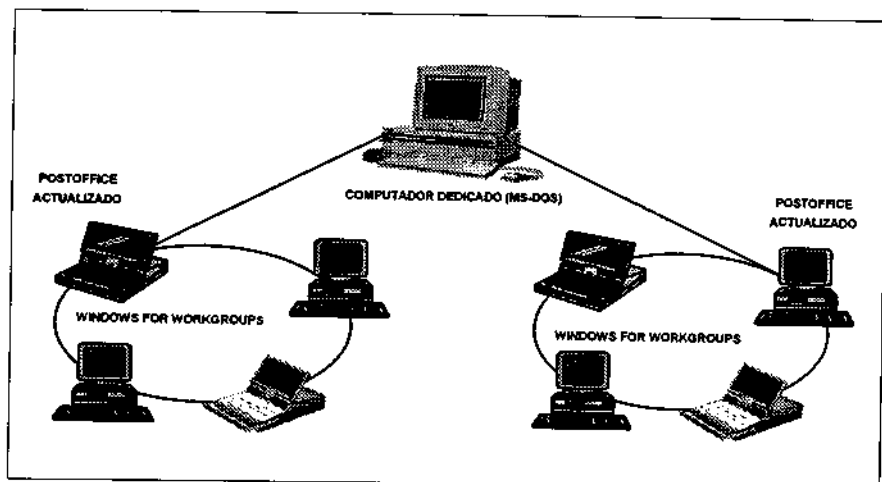 COMPUTADOR DEDICADO (MS-DOS)
POSTOFFICE
ACTUALIZADO
WINDOWS FOR WORKGROUPS
POSTOFFICE
ACTUALIZADO
WINDOWS FOR WORKGROUPS